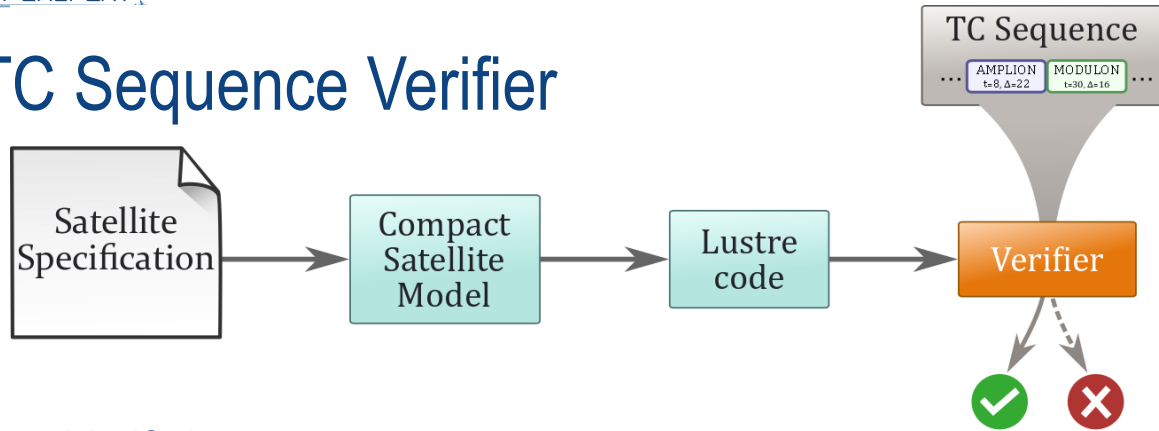 TC Sequence Verifier
TC Sequence
... AMPLION MODULON ...
t=8, Δ=22 t=30, Δ=16
Satellite
Specification
Compact
Satellite
Model
Lustre
code
Verifier